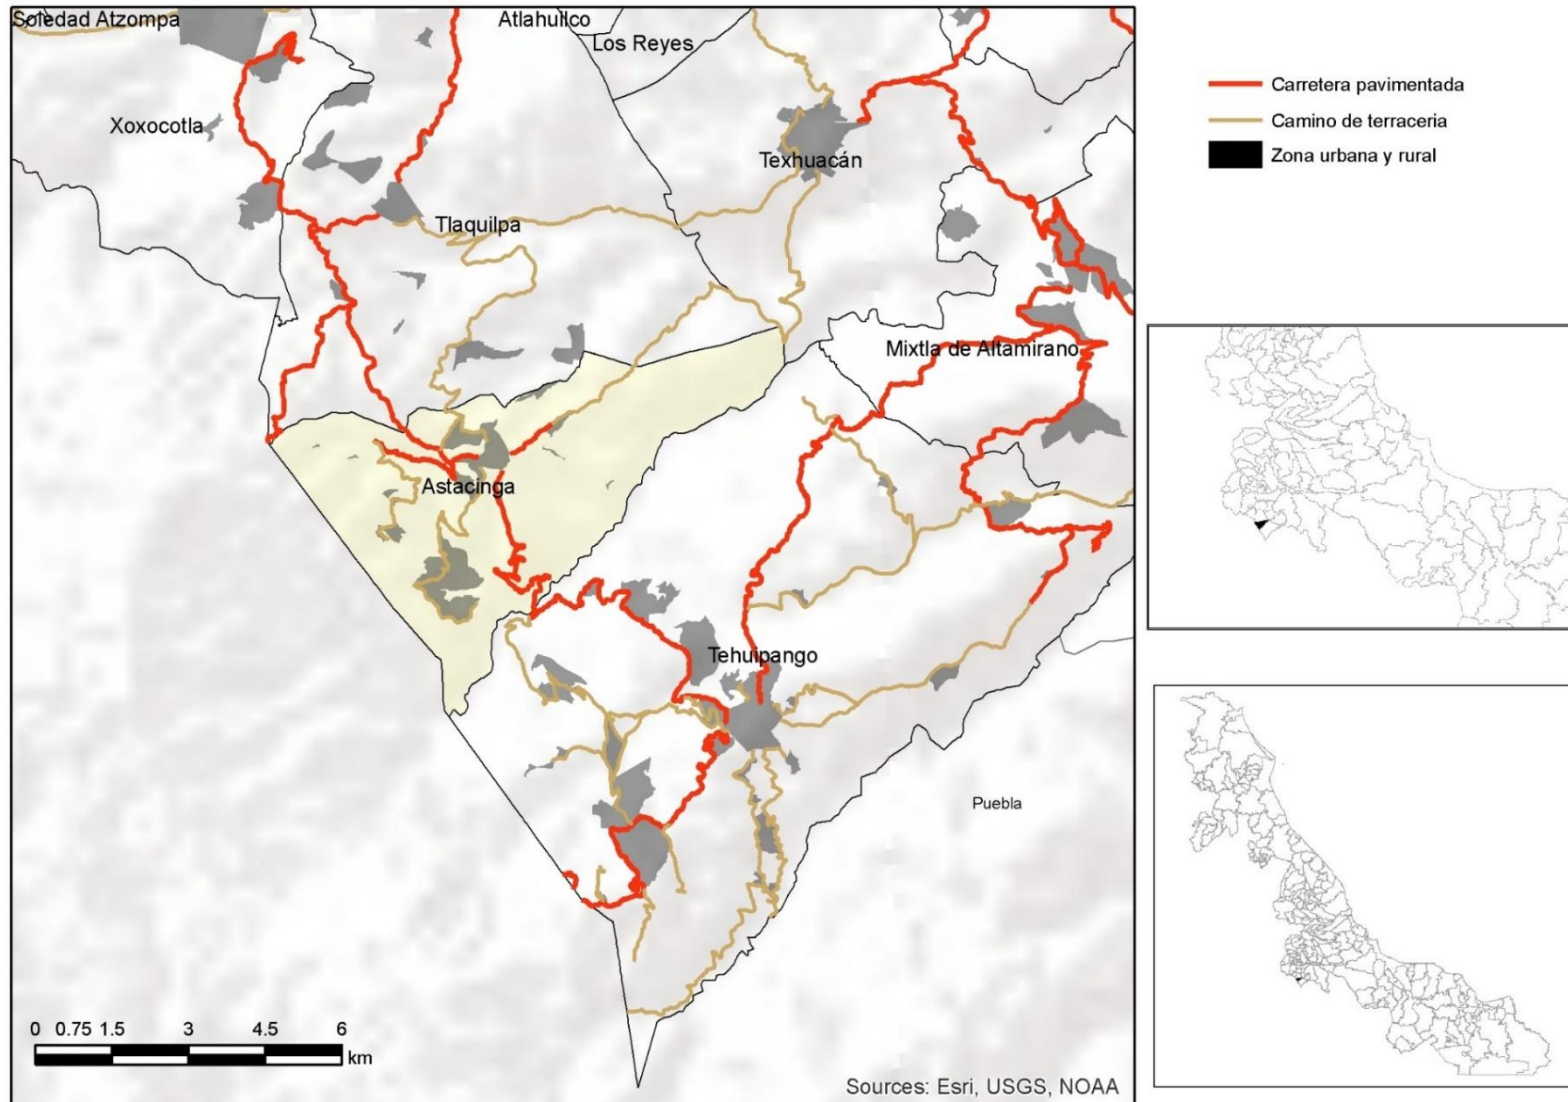 Soledad Atzompa
Atlahuilco
Los Reyes
Xoxocotla
Texhuacán
Tlaquilpa
Mixtla de Altamirano
Astacinga
Tehuipango
Puebla
0 0.75 1.5 3 4.5 6
km
Sources: Esri, USGS, NOAA
Carretera pavimentada
Camino de terraceria
Zona urbana y rural